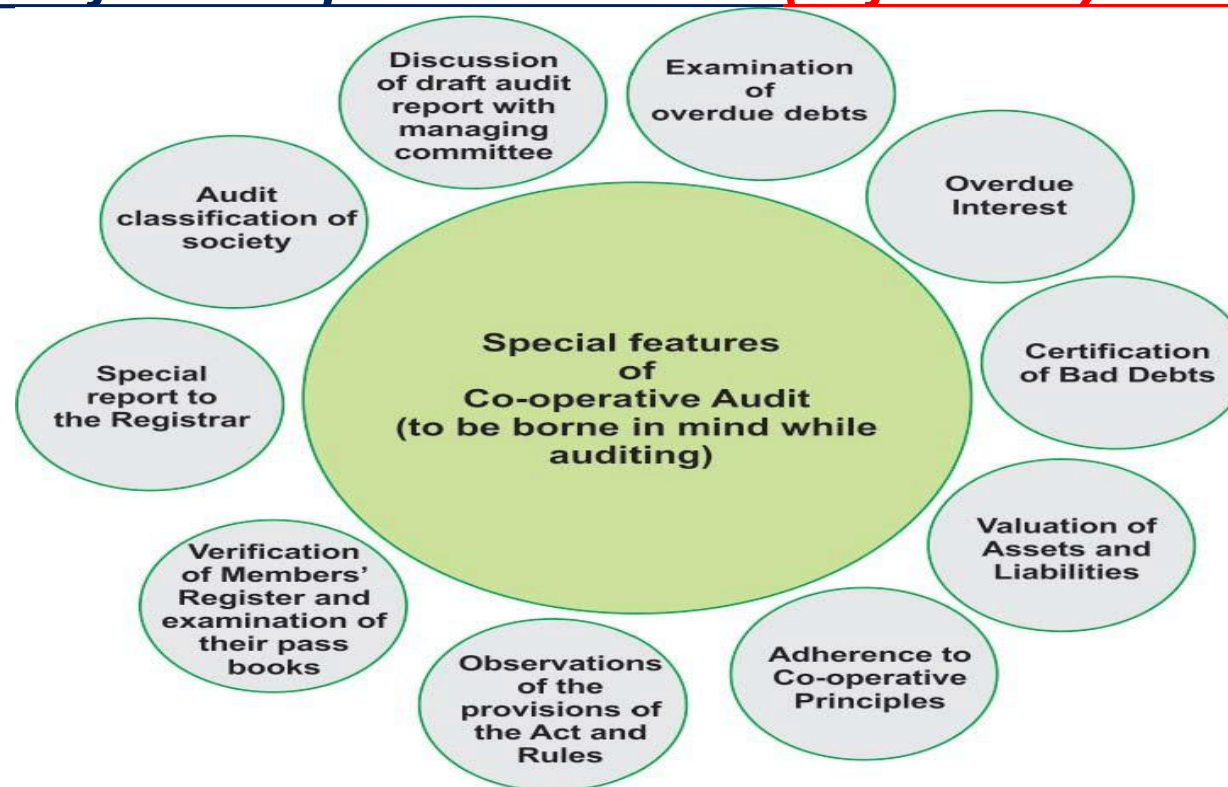 Special features
of
Co-operative Audit
(to be borne in mind while
auditing)
Examination
of
overdue debts
Overdue
Interest
Certification
of Bad Debts
Valuation of
Assets and
Liabilities
Adherence to
Co-operative
Principles
Observations
of the
provisions of
the Act and
Rules
Verification
of Members’
Register and
examination of
their pass
books
Special
report to
the Registrar
Audit
classification of
society
Discussion
of draft audit
report with
managing
committee